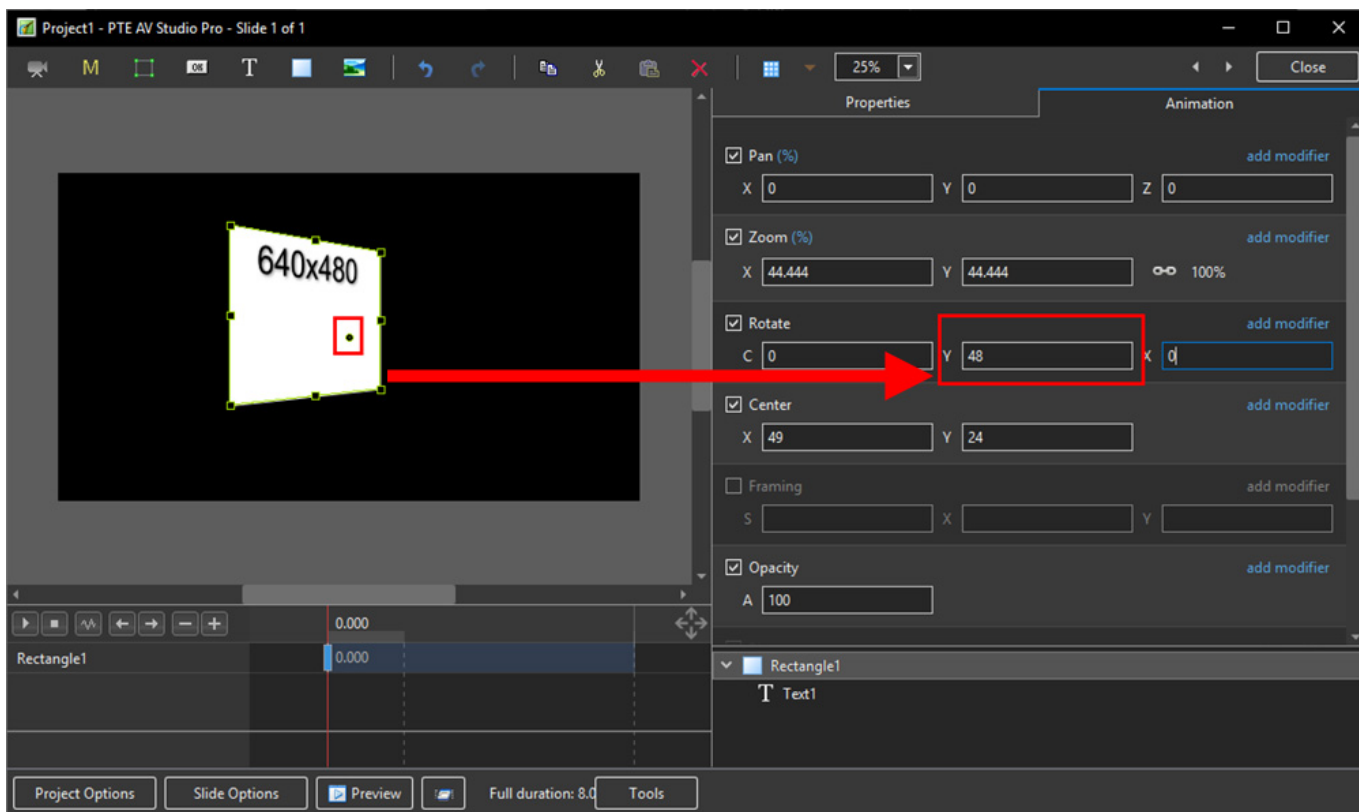 Project1 - PTE AV Studio Pro - Slide 1 of 1
M OK T 25% Close
Properties Animation
Pan (%) add modifier
X 0 Y 0 Z 0
Zoom (%) add modifier
X 44.444 Y 44.444 100%
640x480
Rotate add modifier
C 0 Y 48 X 0
Center add modifier
X 49 Y 24
Framing add modifier
S X Y
Opacity add modifier
A 100
0.000
Rectangle1 0.000
Rectangle1
T Text1
Project Options Slide Options Preview Full duration: 8.0 Tools